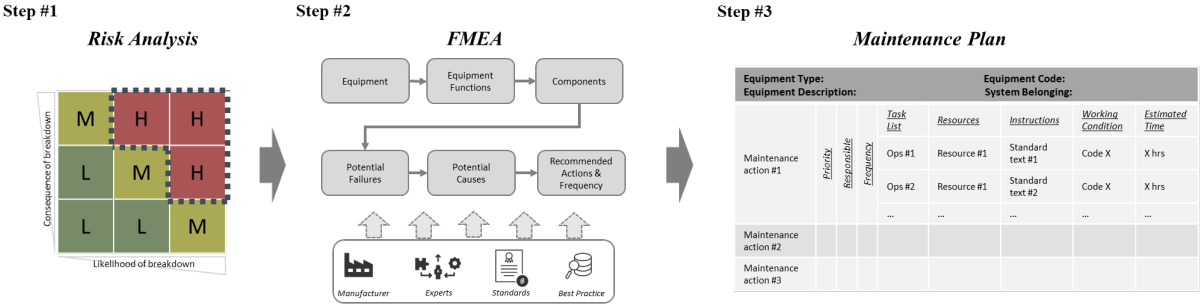 Step #1
Risk Analysis
Consequence of breakdown
M H H
L M H
L L M
Likelihood of breakdown
Step #2
FMEA
Equipment
Equipment
Functions
Components
Potential
Failures
Potential
Causes
Recommended
Actions &
Frequency
Manufacturer
Experts
Standards
Best Practice
Step #3
Maintenance Plan
Equipment Type: Equipment Code:
Equipment Description: System Belonging:
Maintenance
action #1
Priority
Responsible
Frequency
Task
List
Resources
Instructions
Working
Condition
Estimated
Time
Ops #1
Resource #1
Standard
text #1
Code X
X hrs
Ops #2
Resource #1
Standard
text #2
Code X
X hrs
... ... ... ... ...
Maintenance
action #2
Maintenance
action #3